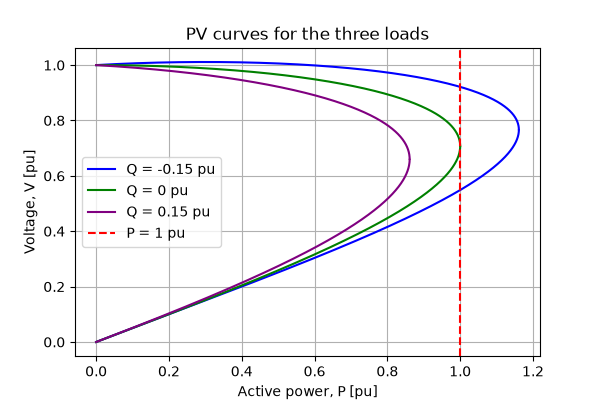 PV curves for the three loads
Voltage, V [pu]
1.0
0.8
0.6
0.4
0.2
0.0
Q = -0.15 pu
Q = 0 pu
Q = 0.15 pu
P = 1 pu
0.0 0.2 0.4 0.6 0.8 1.0 1.2
Active power, P [pu]